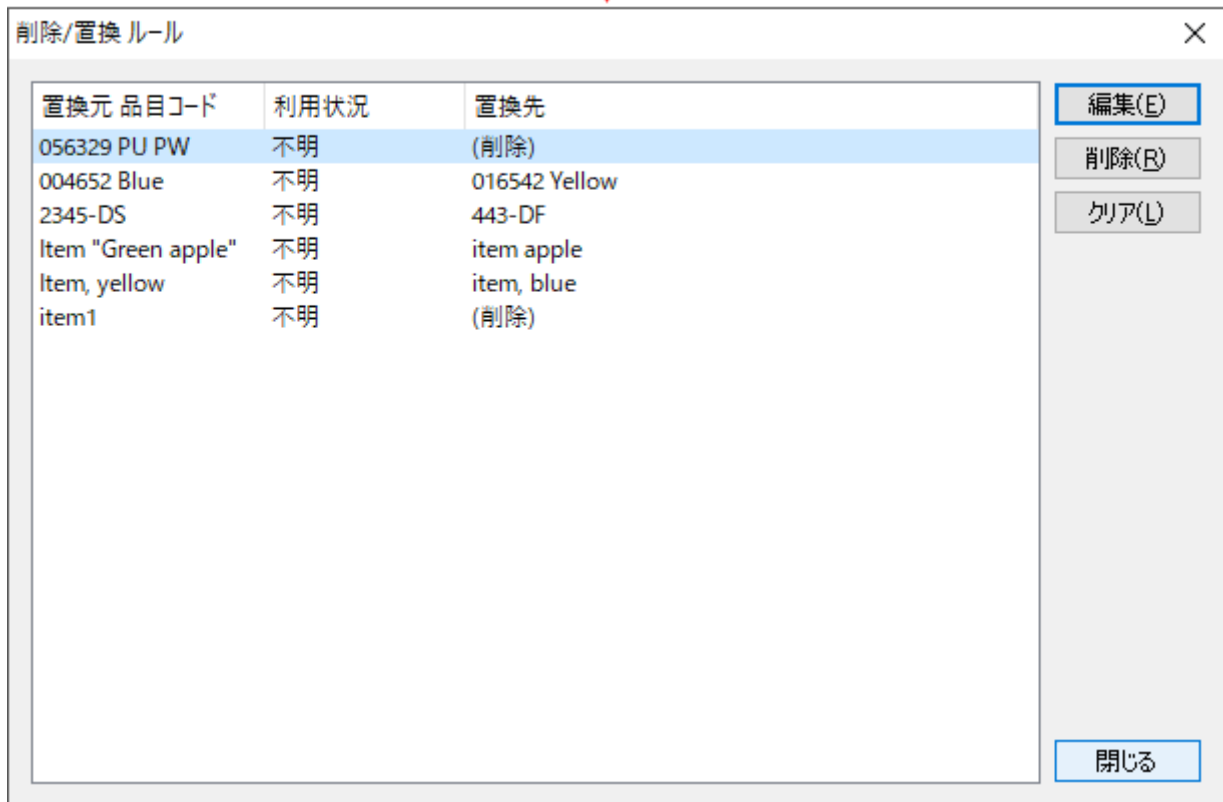 削除/置換 ルール
置換元 品目コード 利用状況 置換先
056329 PU PW 不明 (削除)
004652 Blue 不明 016542 Yellow
2345-DS 不明 443-DF
Item "Green apple" 不明 item apple
Item, yellow 不明 item, blue
item1 不明 (削除)
編集(E)
削除(R)
クリア(L)
閉じる